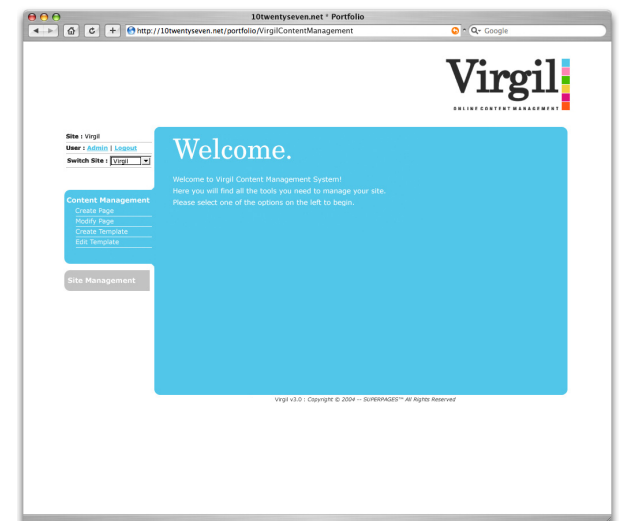 10twentyseven.net * Portfolio
http://10twentyseven.net/portfolio/VirgilContentManagement
Google
Virgil
ONLINE CONTENT MANAGEMENT
Site : Virgil
User : Admin | Logout
Switch Site : Virgil
Welcome.
Welcome to Virgil Content Management System!
Here you will find all the tools you need to manage your site.
Please select one of the options on the left to begin.
Content Management
Create Page
Modify Page
Create Template
Edit Template
Site Management
Virgil v3.0 : Copyright © 2004 -- SUPERPAGES™ All Rights Reserved